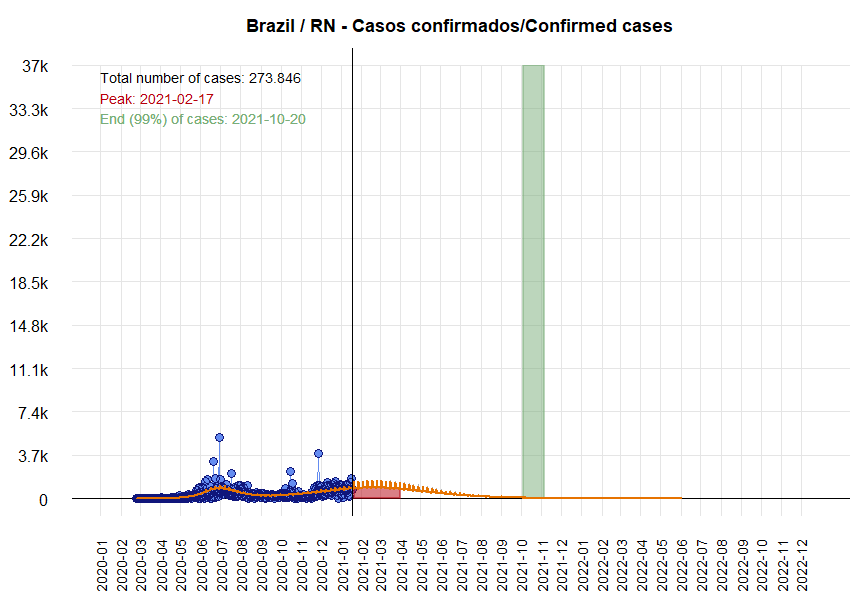 Brazil / RN - Casos confirmados/Confirmed cases
Total number of cases: 273.846
Peak: 2021-02-17
End (99%) of cases: 2021-10-20
37k
33.3k
29.6k
25.9k
22.2k
18.5k
14.8k
11.1k
7.4k
3.7k
0
2020-01
2020-02
2020-03
2020-04
2020-05
2020-06
2020-07
2020-08
2020-09
2020-10
2020-11
2020-12
2021-01
2021-02
2021-03
2021-04
2021-05
2021-06
2021-07
2021-08
2021-09
2021-10
2021-11
2021-12
2022-01
2022-02
2022-03
2022-04
2022-05
2022-06
2022-07
2022-08
2022-09
2022-10
2022-11
2022-12